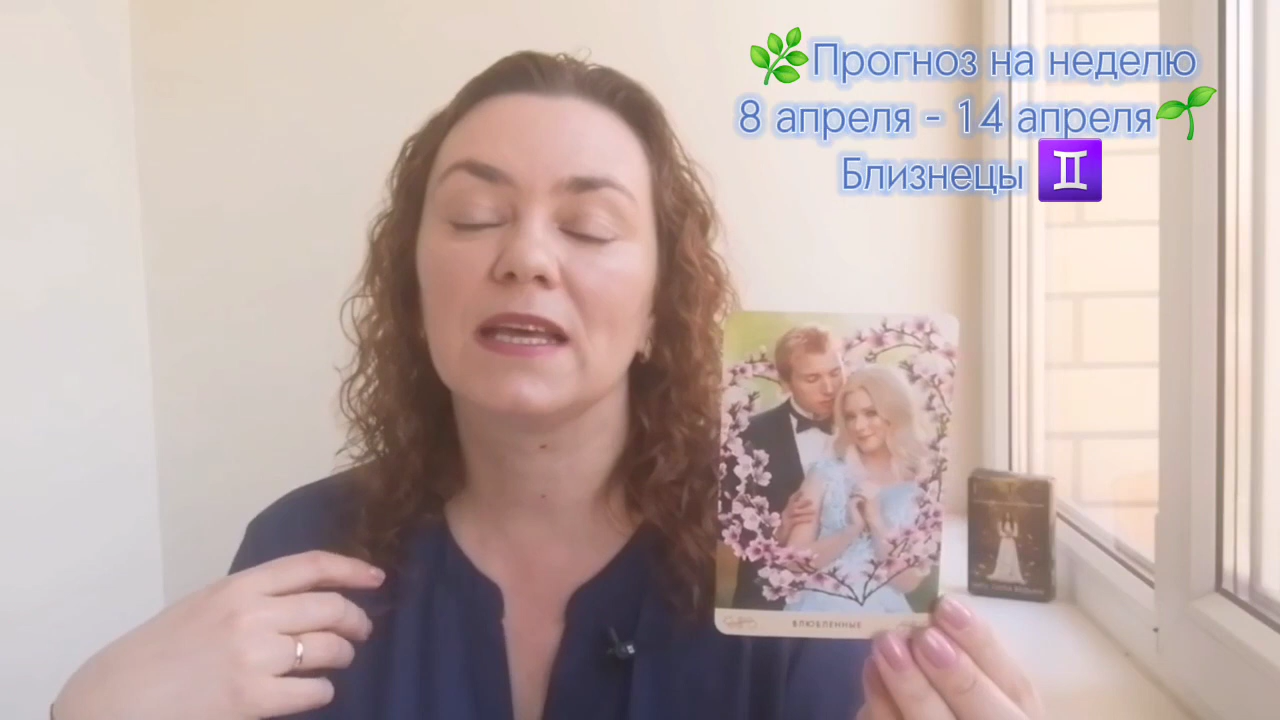 🌿Прогноз на неделю
8 апреля - 14 апреля🌱
Близнецы ♊
ВЛЮБЛЕННЫЕ